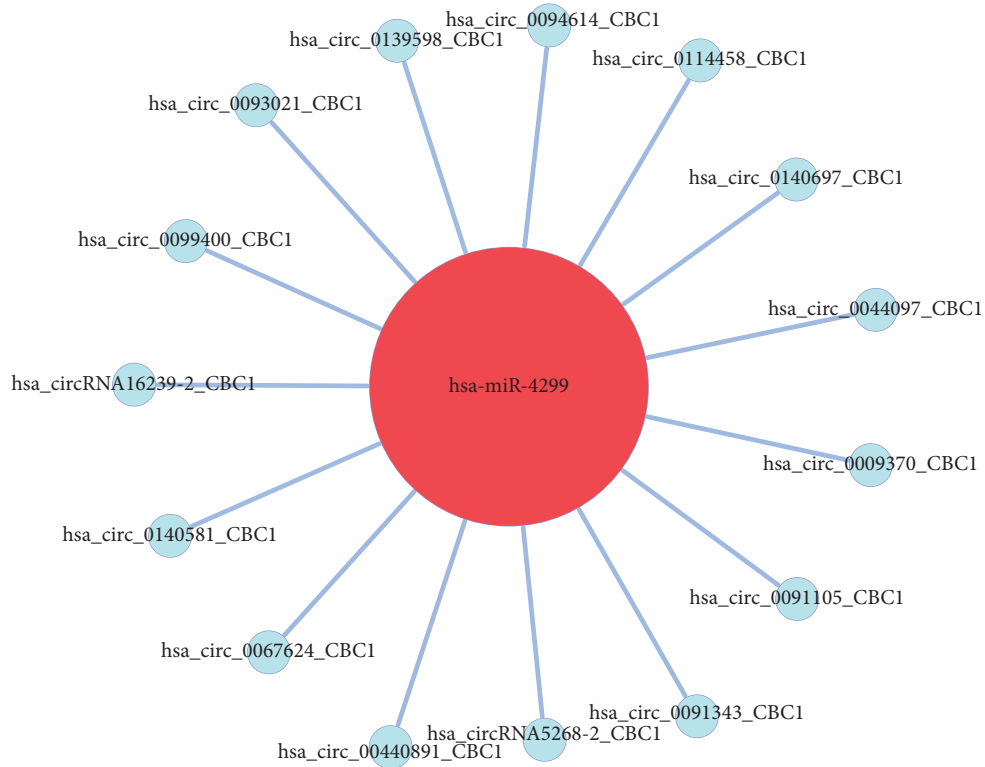 hsa_circ_0094614_CBC1
hsa_circ_0139598_CBC1
hsa_circ_0114458_CBC1
hsa_circ_0093021_CBC1
hsa_circ_0140697_CBC1
hsa_circ_0099400_CBC1
hsa_circ_0044097_CBC1
hsa_circRNA16239-2_CBC1
hsa-miR-4299
hsa_circ_0009370_CBC1
hsa_circ_0140581_CBC1
hsa_circ_0091105_CBC1
hsa_circ_0067624_CBC1
hsa_circ_0091343_CBC1
hsa_circRNA5268-2_CBC1
hsa_circ_00440891_CBC1